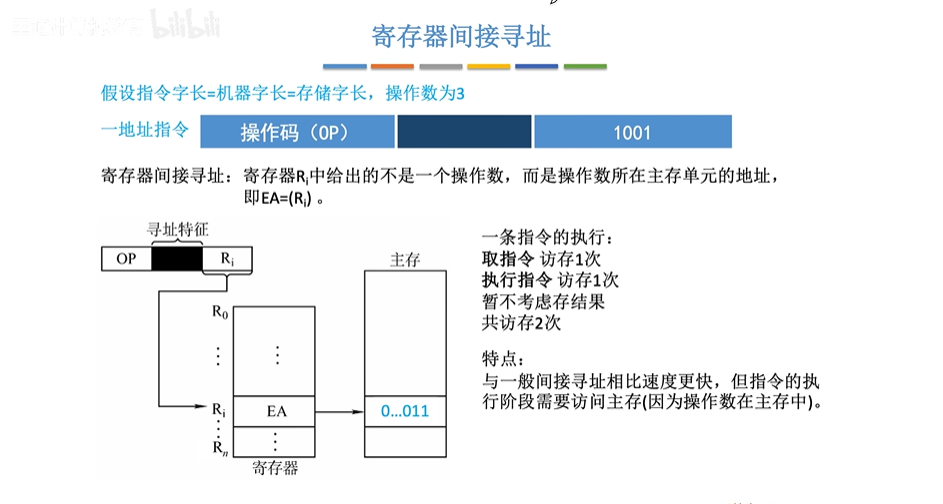 bilibili
寄存器间接寻址
假设指令字长=机器字长=存储字长，操作数为3
一地址指令 操作码（OP） 1001
寄存器间接寻址：寄存器Ri中给出的不是一个操作数，而是操作数所在主存单元的地址，
即EA=(Ri) 。
寻址特征
OP Ri
主存
R0
⋮ ⋮
Ri EA 0...011
⋮ ⋮
Rn
寄存器
一条指令的执行：
取指令 访存1次
执行指令 访存1次
暂不考虑存结果
共访存2次
特点：
与一般间接寻址相比速度更快，但指令的执
行阶段需要访问主存(因为操作数在主存中)。